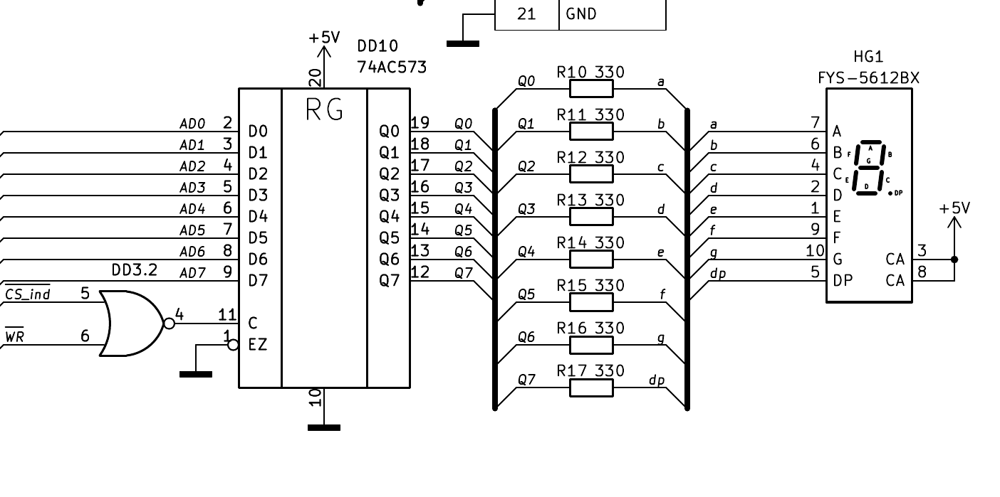 21 GND
+5V
DD10
74AC573
20
RG
AD0 2 D0 Q0 19 Q0
AD1 3 D1 Q1 18 Q1
AD2 4 D2 Q2 17 Q2
AD3 5 D3 Q3 16 Q3
AD4 6 D4 Q4 15 Q4
AD5 7 D5 Q5 14 Q5
AD6 8 D6 Q6 13 Q6
DD3.2 AD7 9 D7 Q7 12 Q7
CS_ind 5
4 11 C
WR 6
1 EZ
10
Q0 R10 330 a
Q1 R11 330 b
Q2 R12 330 c
Q3 R13 330 d
Q4 R14 330 e
Q5 R15 330 f
Q6 R16 330 g
Q7 R17 330 dp
HG1
FYS-5612BX
a 7 A
b 6 B
c 4 C
d 2 D
e 1 E
f 9 F
g 10 G CA 3
dp 5 DP CA 8
A
F B
G
E C
D
DP
+5V